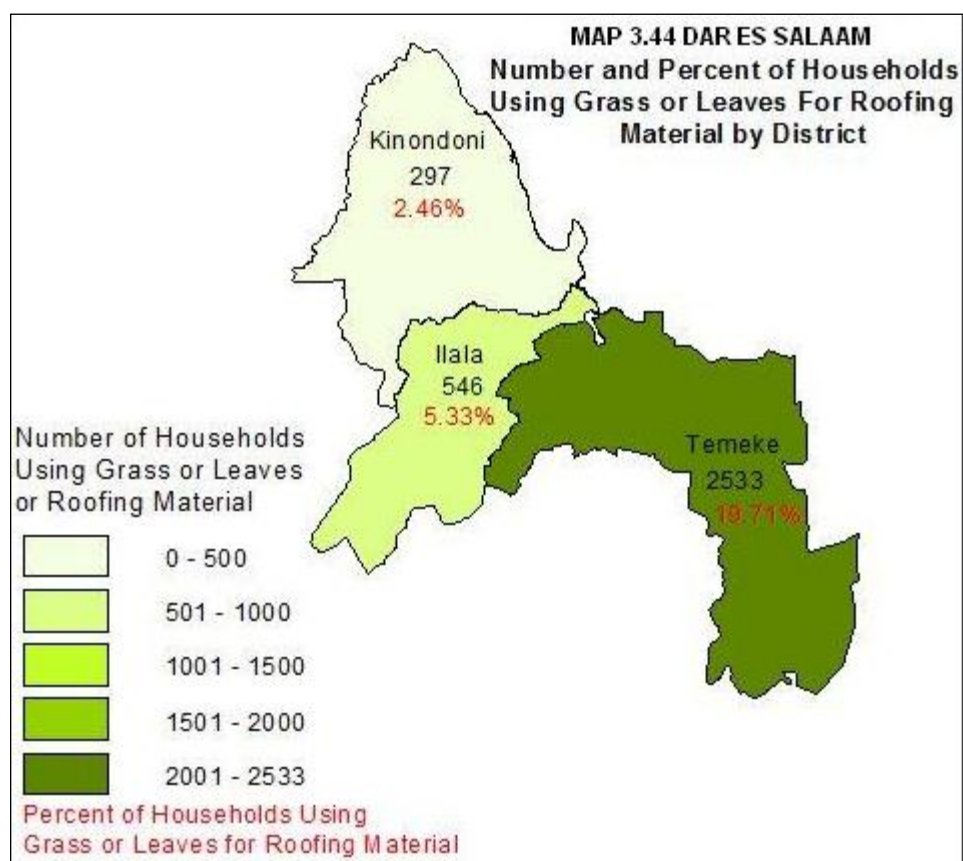 MAP 3.44 DAR ES SALAAM
Number and Percent of Households
Using Grass or Leaves For Roofing
Material by District
Kinondoni
297
2.46%
Ilala
546
5.33%
Temeke
2533
19.71%
Number of Households
Using Grass or Leaves
or Roofing Material
0 - 500
501 - 1000
1001 - 1500
1501 - 2000
2001 - 2533
Percent of Households Using
Grass or Leaves for Roofing Material